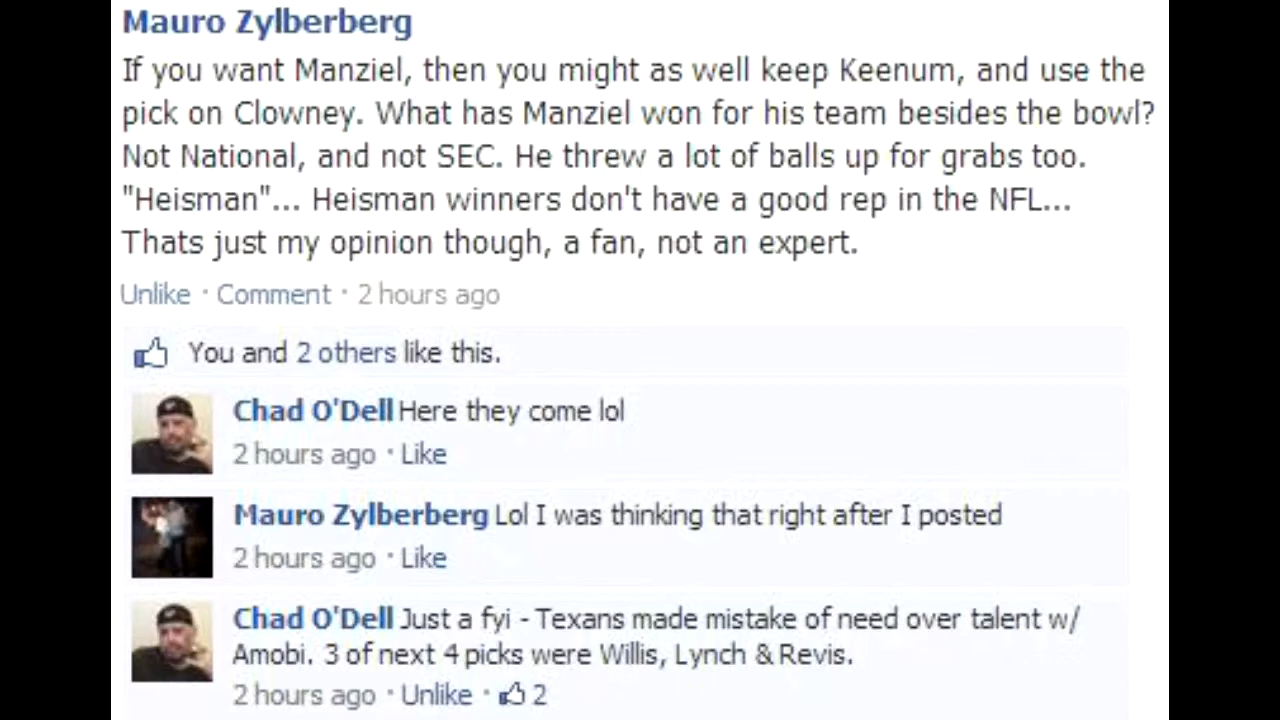 Mauro Zylberberg
If you want Manziel, then you might as well keep Keenum, and use the
pick on Clowney. What has Manziel won for his team besides the bowl?
Not National, and not SEC. He threw a lot of balls up for grabs too.
"Heisman"... Heisman winners don't have a good rep in the NFL...
Thats just my opinion though, a fan, not an expert.
Unlike · Comment · 2 hours ago
You and 2 others like this.
Chad O'Dell Here they come lol
2 hours ago · Like
Mauro Zylberberg Lol I was thinking that right after I posted
2 hours ago · Like
Chad O'Dell Just a fyi - Texans made mistake of need over talent w/
Amobi. 3 of next 4 picks were Willis, Lynch & Revis.
2 hours ago · Unlike · 2